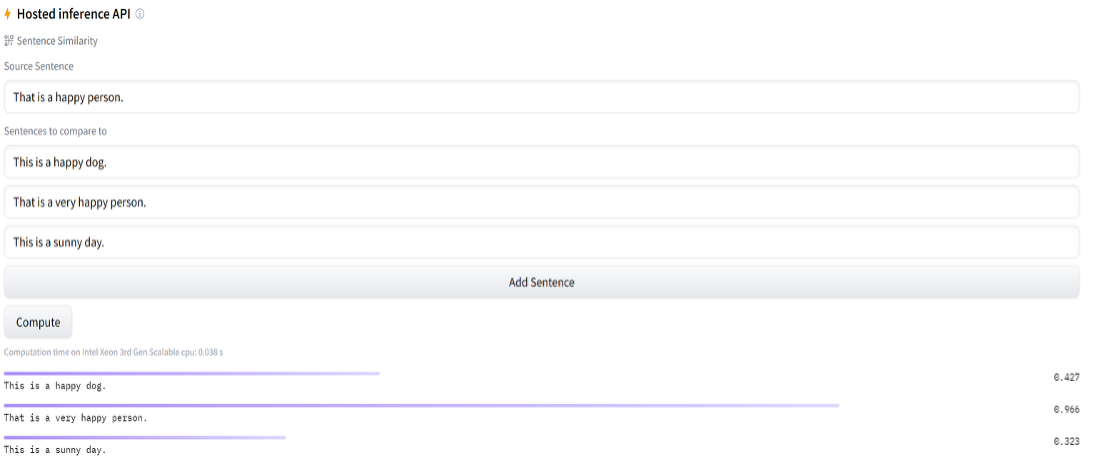 Hosted inference API
Sentence Similarity
Source Sentence
That is a happy person.
Sentences to compare to
This is a happy dog.
That is a very happy person.
This is a sunny day.
Add Sentence
Compute
Computation time on Intel Xeon 3rd Gen Scalable cpu: 0.038 s
This is a happy dog. 0.427
That is a very happy person. 0.966
This is a sunny day. 0.323